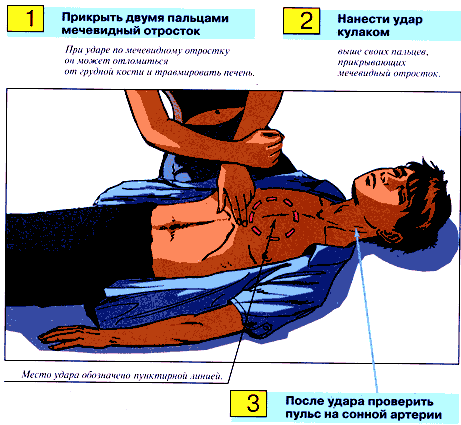 1 Прикрыть двумя пальцами
мечевидный отросток
При ударе по мечевидному отростку
он может отломиться
от грудной кости и травмировать печень.
2 Нанести удар
кулаком
выше своих пальцев,
прикрывающих
мечевидный отросток.
Место удара обозначено пунктирной линией.
3 После удара проверить
пульс на сонной артерии